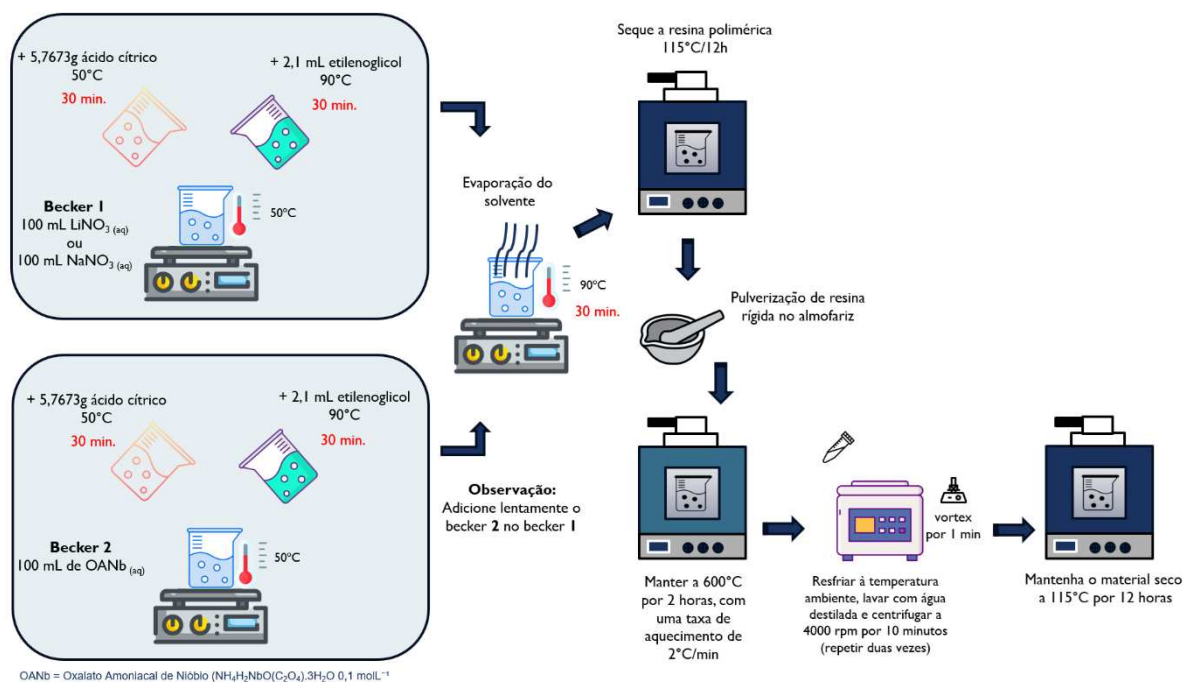 + 5,7673g ácido cítrico
50°C
30 min.
+ 2,1 mL etilenoglicol
90°C
30 min.
Becker 1
100 mL LiNO3 (aq)
ou
100 mL NaNO3 (aq)
50°C
+ 5,7673g ácido cítrico
50°C
30 min.
+ 2,1 mL etilenoglicol
90°C
30 min.
Becker 2
100 mL de OANb (aq)
50°C
Observação:
Adicione lentamente o
becker 2 no becker 1
Evaporação do
solvente
90°C
30 min.
Seque a resina polimérica
115°C/12h
Pulverização de resina
rígida no almofariz
Manter a 600°C
por 2 horas, com
uma taxa de
aquecimento de
2°C/min
vortex
por 1 min
Resfriar à temperatura
ambiente, lavar com água
destilada e centrifugar a
4000 rpm por 10 minutos
(repetir duas vezes)
Mantenha o material seco
a 115°C por 12 horas
OANb = Oxalato Amoniacal de Nióbio (NH4H2NbO(C2O4).3H2O 0,1 molL⁻¹